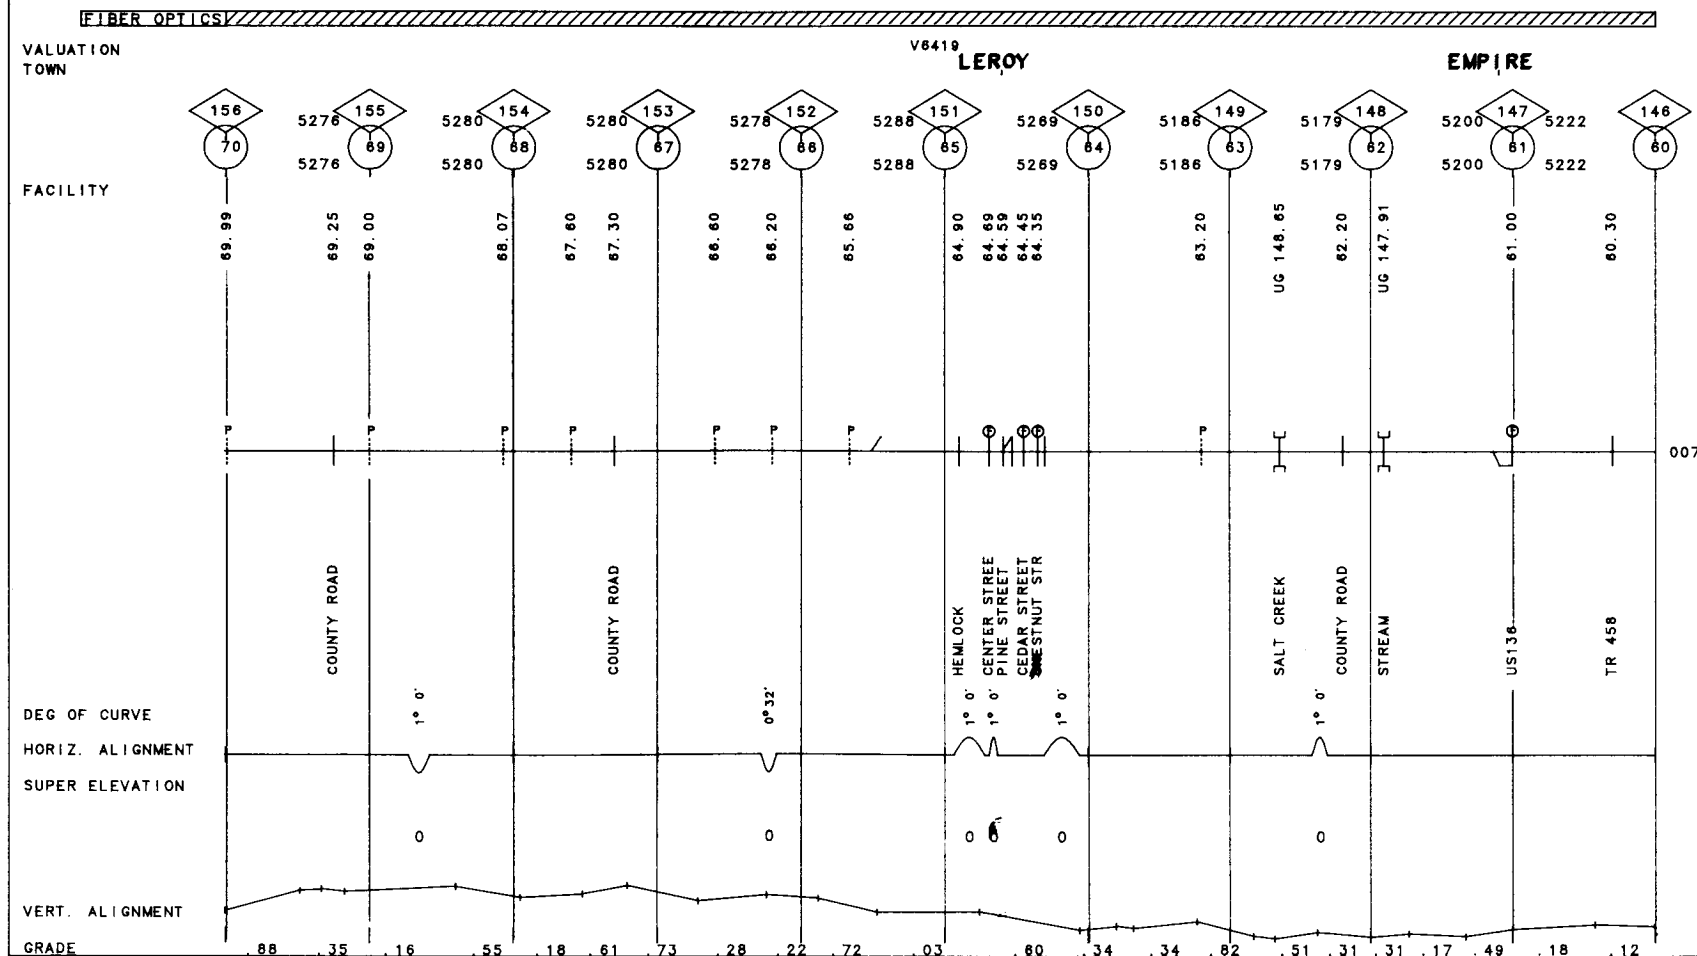 FIBER OPTICS
VALUATION V6419
TOWN LEROY EMPIRE
156 155 154 153 152 151 150 149 148 147 146
5276 5280 5280 5278 5288 5269 5186 5179 5200 5222
70 69 68 67 66 65 64 63 62 61 60
5276 5280 5280 5278 5288 5269 5186 5179 5200 5222
FACILITY
69.99 69.25 69.00 68.07 67.60 67.30 66.60 66.20 65.66 64.90 64.69 64.59 64.45 64.35 63.20 UG 148.65 62.20 UG 147.91 61.00 60.30
P P P P P P P F F F P F
007
COUNTY ROAD COUNTY ROAD HEMLOCK CENTER STREE PINE STREET CEDAR STREET SALT CREEK COUNTY ROAD STREAM US136 TR 458
DEG OF CURVE 1° 0' 0°32' 1° 0' 1° 0' 1° 0' 1° 0'
HORIZ. ALIGNMENT
SUPER ELEVATION
0 0 0 0 0 0
VERT. ALIGNMENT
GRADE .88 .35 .16 .55 .18 .61 .73 .28 .22 .72 .03 .60 .34 .34 .82 .51 .31 .31 .17 .49 .18 .12